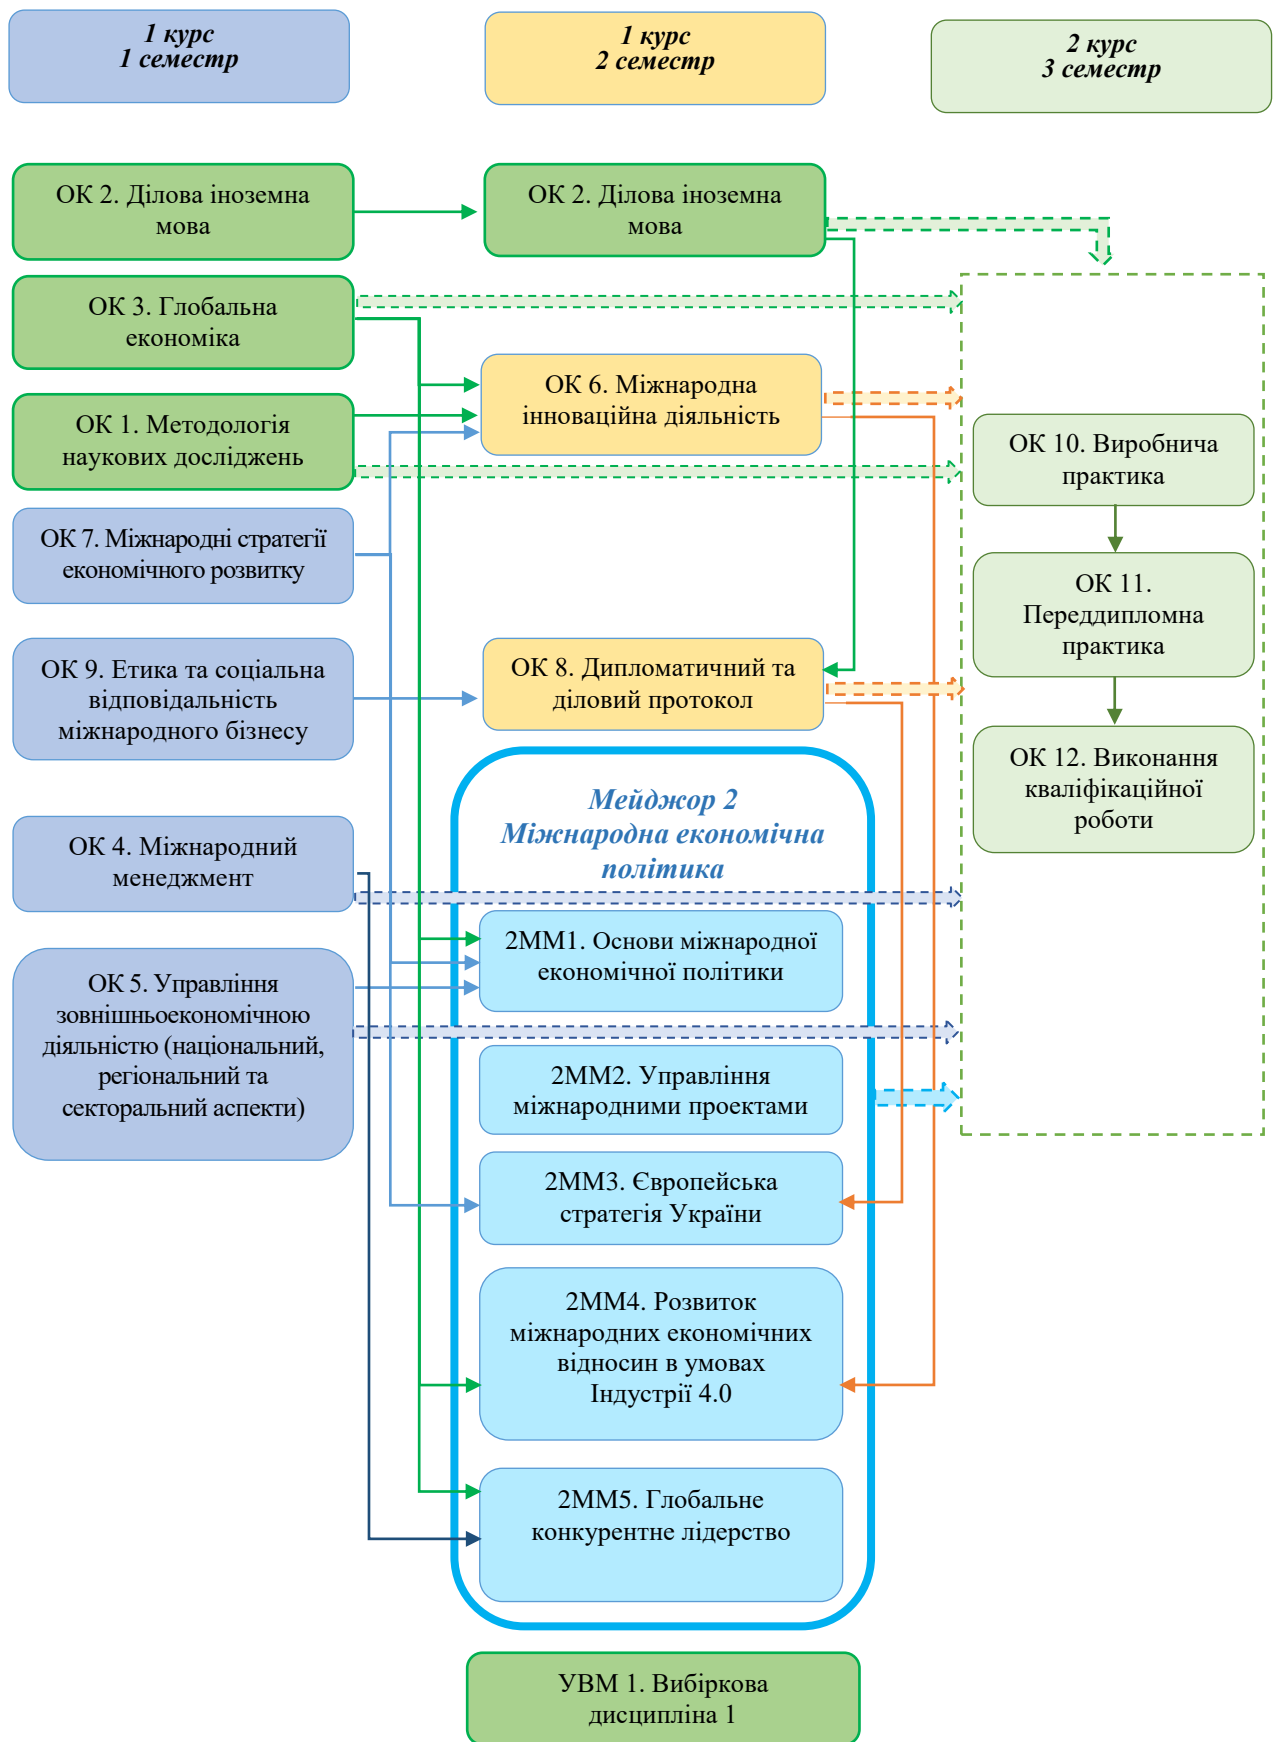 1 курс
1 семестр
1 курс
2 семестр
2 курс
3 семестр
ОК 2. Ділова іноземна
мова
ОК 2. Ділова іноземна
мова
ОК 3. Глобальна
економіка
ОК 6. Міжнародна
інноваційна діяльність
ОК 1. Методологія
наукових досліджень
ОК 10. Виробнича
практика
ОК 7. Міжнародні стратегії
економічного розвитку
ОК 11.
Переддипломна
практика
ОК 9. Етика та соціальна
відповідальність
міжнародного бізнесу
ОК 8. Дипломатичний та
діловий протокол
ОК 12. Виконання
кваліфікаційної
роботи
Мейджор 2
Міжнародна економічна
політика
ОК 4. Міжнародний
менеджмент
2ММ1. Основи міжнародної
економічної політики
ОК 5. Управління
зовнішньоекономічною
діяльністю (національний,
регіональний та
секторальний аспекти)
2ММ2. Управління
міжнародними проектами
2ММ3. Європейська
стратегія України
2ММ4. Розвиток
міжнародних економічних
відносин в умовах
Індустрії 4.0
2ММ5. Глобальне
конкурентне лідерство
УВМ 1. Вибіркова
дисципліна 1